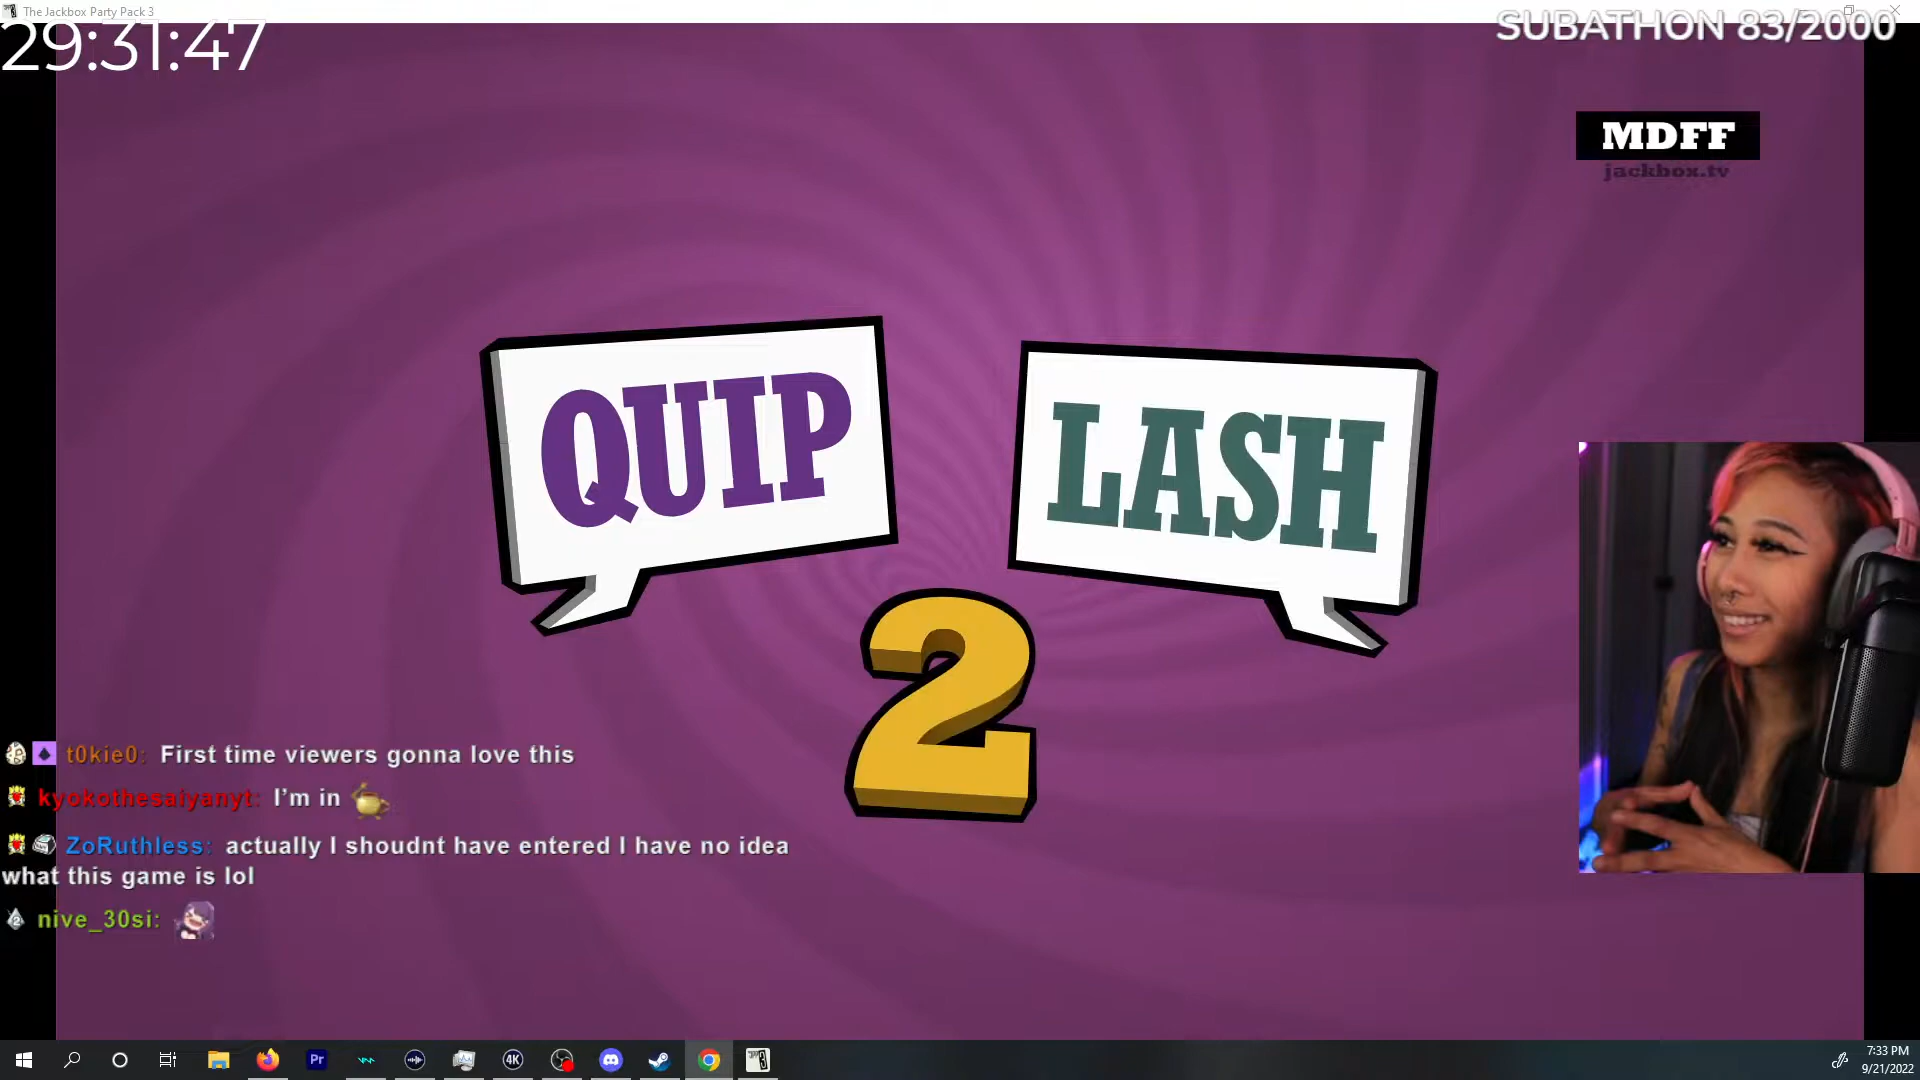 The Jackbox Party Pack 3
29:31:47
SUBATHON 83/2000
MDFF
jackbox.tv
QUIP
LASH
2
t0kie0: First time viewers gonna love this
kyokothesaiyanyt: I'm in
ZoRuthless: actually I shoudnt have entered I have no idea
what this game is lol
nive_30si:
Pr
4K
7:33 PM
9/21/2022